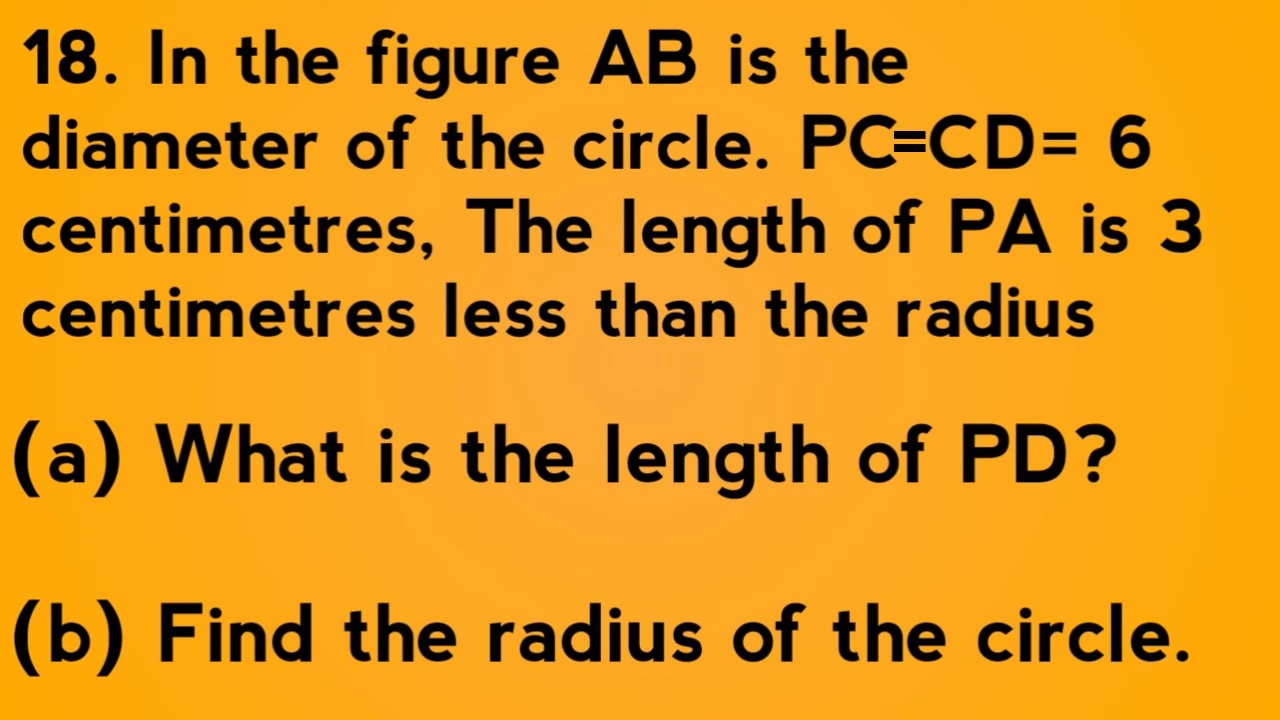 18. In the figure AB is the
diameter of the circle. PC=CD= 6
centimetres, The length of PA is 3
centimetres less than the radius
(a) What is the length of PD?
(b) Find the radius of the circle.